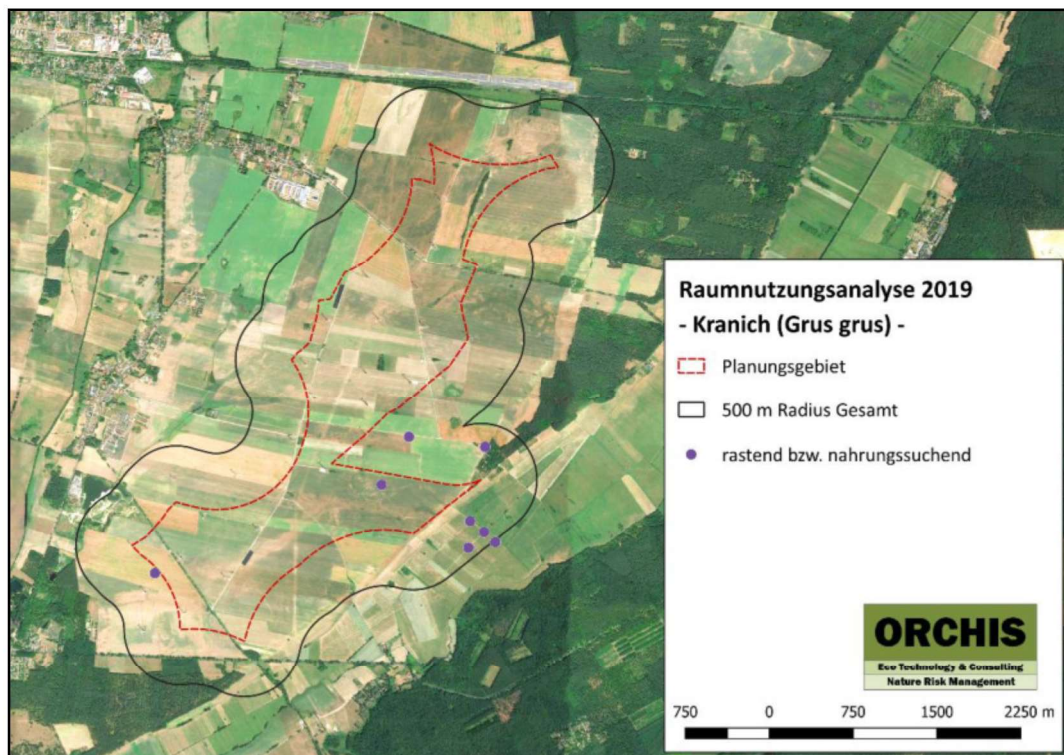 Raumnutzungsanalyse 2019
- Kranich (Grus grus) -
Planungsgebiet
500 m Radius Gesamt
rastend bzw. nahrungssuchend
ORCHIS
Eco Technology & Consulting
Nature Risk Management
750 0 750 1500 2250 m